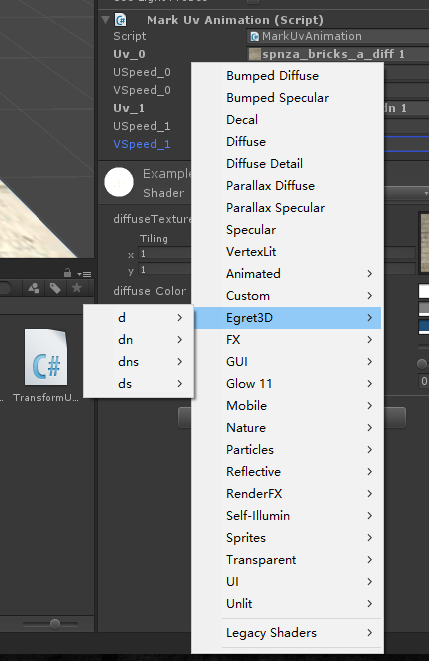 Mark Uv Animation (Script)
Script
MarkUvAnimation
Uv_0
spnza_bricks_a_diff 1
USpeed_0
VSpeed_0
Uv_1
dn 1
USpeed_1
VSpeed_1
Example
Shader
diffuseTexture
Tiling
x 1
y 1
diffuse Color
Bumped Diffuse
Bumped Specular
Decal
Diffuse
Diffuse Detail
Parallax Diffuse
Parallax Specular
Specular
VertexLit
Animated
Custom
Egret3D
FX
GUI
Glow 11
Mobile
Nature
Particles
Reflective
RenderFX
Self-Illumin
Sprites
Transparent
UI
Unlit
Legacy Shaders
d
dn
dns
ds
C#
TransformU...
0